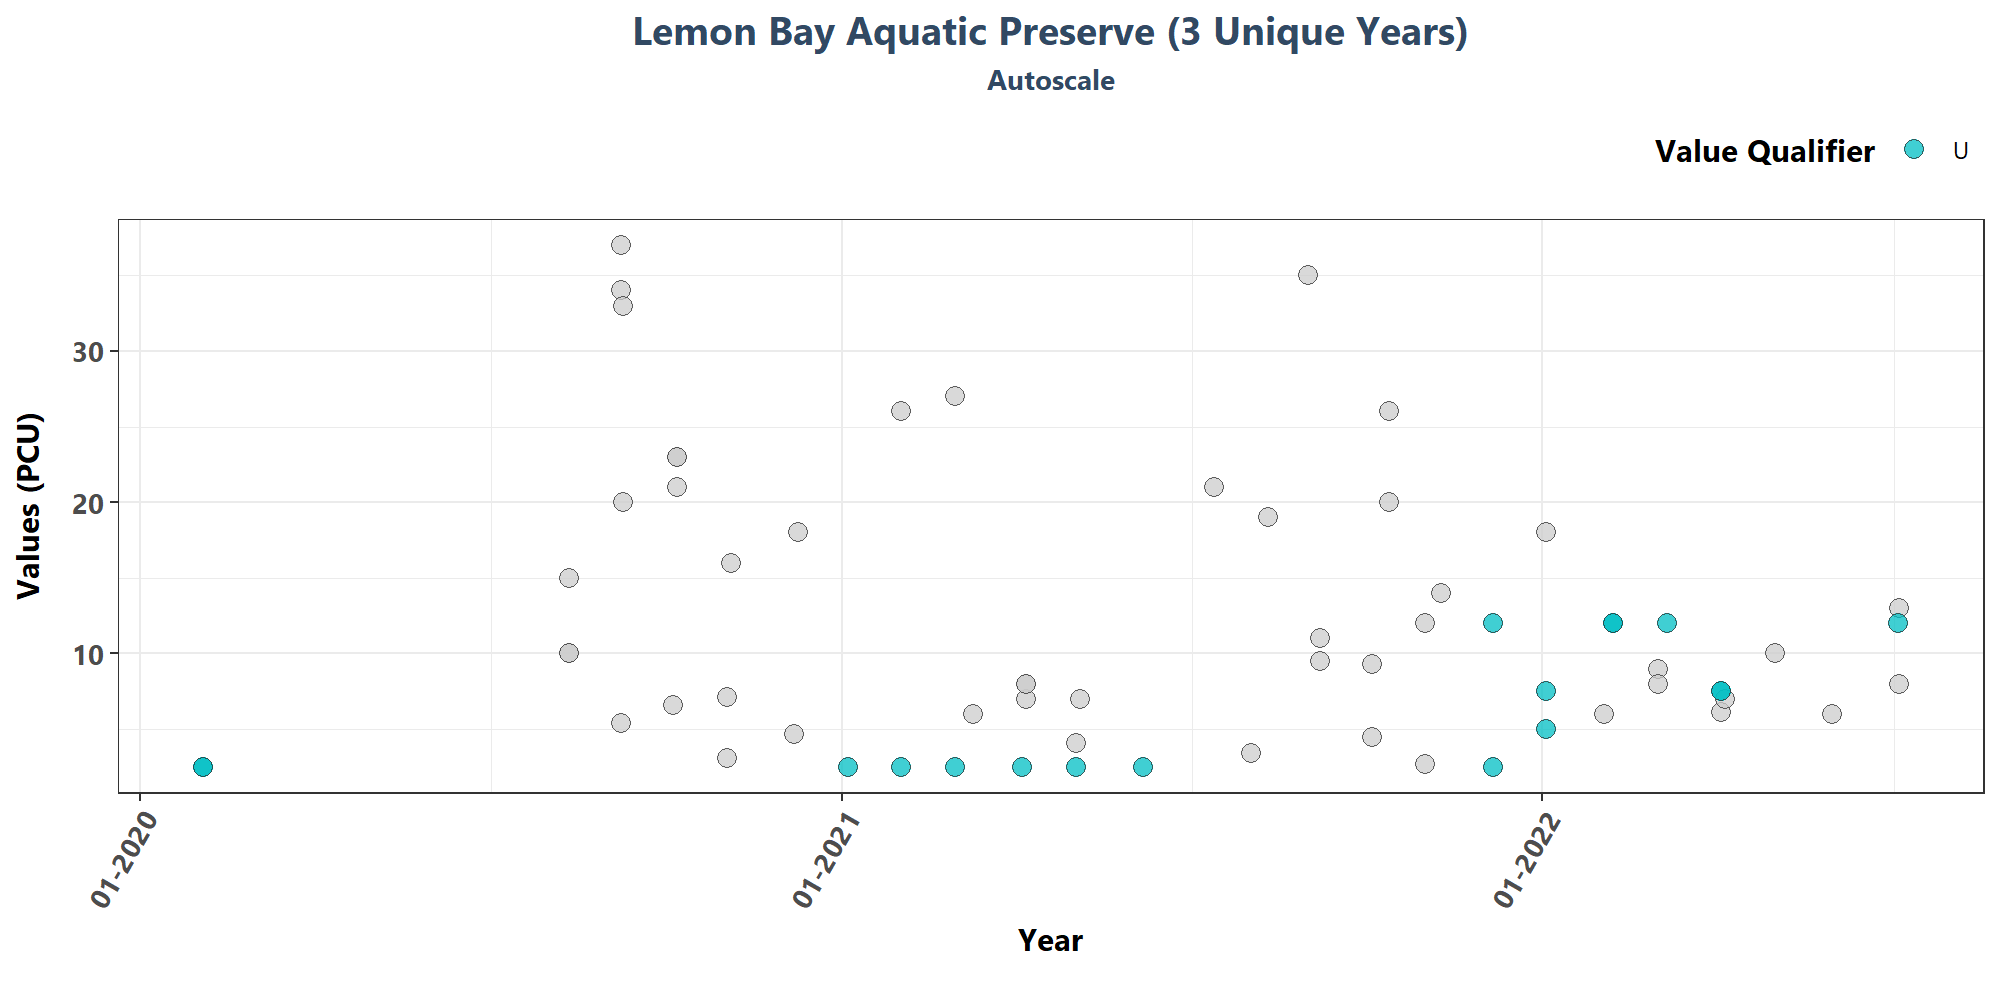 Lemon Bay Aquatic Preserve (3 Unique Years)
Autoscale
Value Qualifier U
Values (PCU)
30
20
10
01-2020
01-2021
01-2022
Year